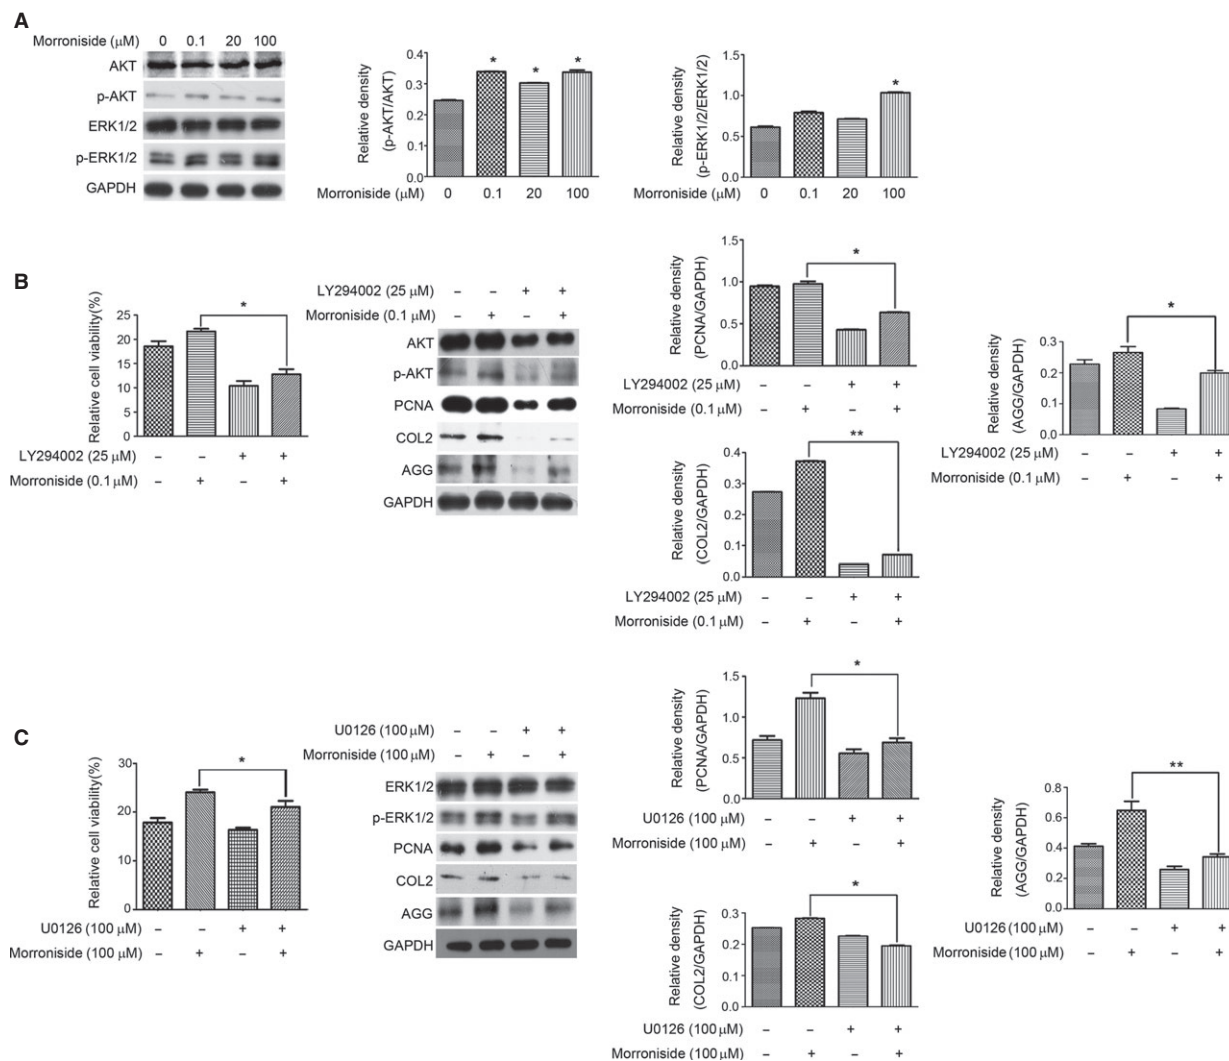 A
Morroniside (μM) 0 0.1 20 100
AKT
p-AKT
ERK1/2
p-ERK1/2
GAPDH
Relative density
(p-AKT/AKT)
0.4
0.3
0.2
0.1
0.0
* * *
Morroniside (μM) 0 0.1 20 100
Relative density
(p-ERK1/2/ERK1/2)
1.5
1.0
0.5
0.0
*
Morroniside (μM) 0 0.1 20 100
B
Relative cell viability(%)
25
20
15
10
5
0
*
LY294002 (25 μM) – – + +
Morroniside (0.1 μM) – + – +
LY294002 (25 μM) – – + +
Morroniside (0.1 μM) – + – +
AKT
p-AKT
PCNA
COL2
AGG
GAPDH
Relative density
(PCNA/GAPDH)
1.5
1.0
0.5
0.0
*
LY294002 (25 μM) – – + +
Morroniside (0.1 μM) – + – +
Relative density
(COL2/GAPDH)
0.4
0.3
0.2
0.1
0.0
**
LY294002 (25 μM) – – + +
Morroniside (0.1 μM) – + – +
Relative density
(AGG/GAPDH)
0.3
0.2
0.1
0.0
*
LY294002 (25 μM) – – + +
Morroniside (0.1 μM) – + – +
C
Relative cell viability(%)
30
20
10
0
*
U0126 (100 μM) – – + +
Morroniside (100 μM) – + – +
U0126 (100 μM) – – + +
Morroniside (100 μM) – + – +
ERK1/2
p-ERK1/2
PCNA
COL2
AGG
GAPDH
Relative density
(PCNA/GAPDH)
1.5
1.0
0.5
0.0
*
U0126 (100 μM) – – + +
Morroniside (100 μM) – + – +
Relative density
(COL2/GAPDH)
0.3
0.2
0.1
0.0
*
U0126 (100 μM) – – + +
Morroniside (100 μM) – + – +
Relative density
(AGG/GAPDH)
0.8
0.6
0.4
0.2
0.0
**
U0126 (100 μM) – – + +
Morroniside (100 μM) – + – +